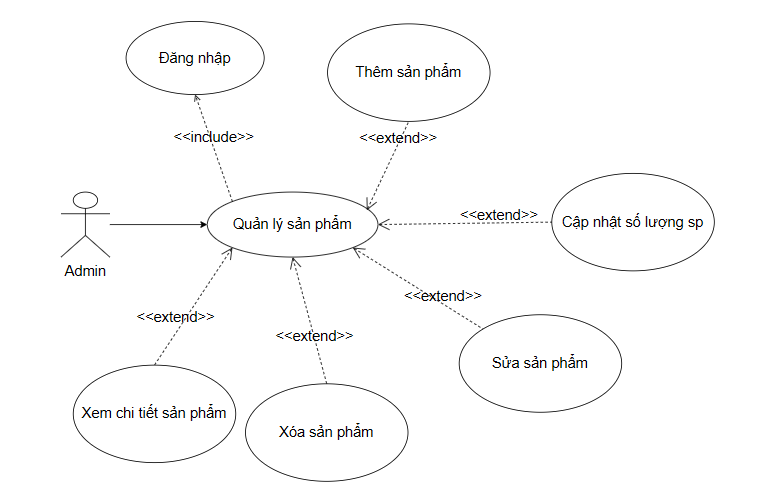 Đăng nhập
Thêm sản phẩm
<<include>>
<<extend>>
Quản lý sản phẩm
<<extend>>
Cập nhật số lượng sp
Admin
<<extend>>
<<extend>>
<<extend>>
Sửa sản phẩm
Xem chi tiết sản phẩm
Xóa sản phẩm